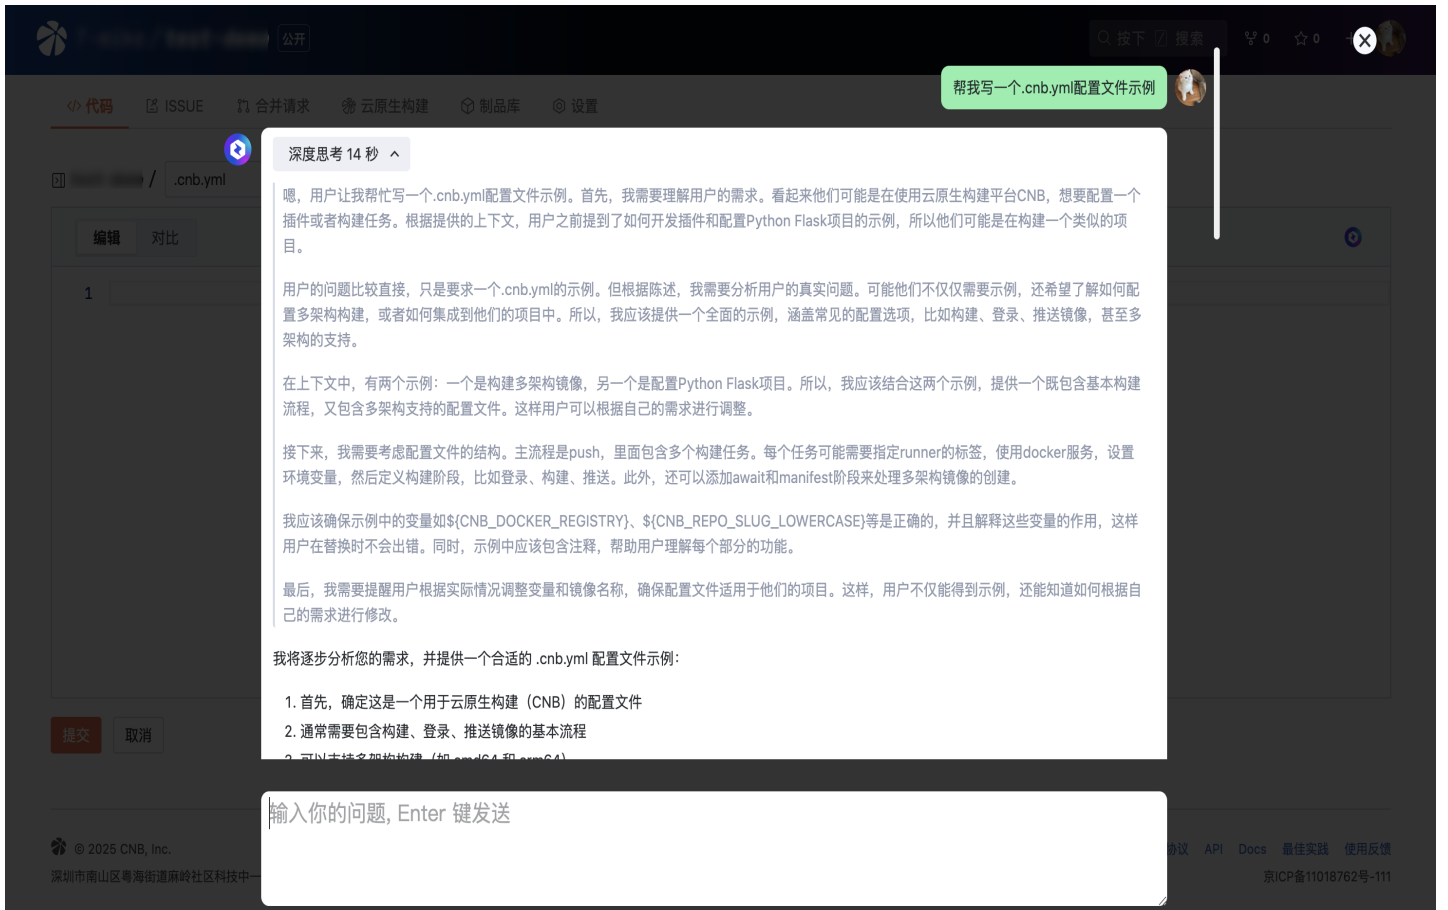 公开
按下 / 搜索
0
0
帮我写一个.cnb.yml配置文件示例
代码
ISSUE
合并请求
云原生构建
制品库
设置
/ .cnb.yml
编辑
对比
1
深度思考 14 秒
嗯，用户让我帮忙写一个.cnb.yml配置文件示例。首先，我需要理解用户的需求。看起来他们可能是在使用云原生构建平台CNB，想要配置一个
插件或者构建任务。根据提供的上下文，用户之前提到了如何开发插件和配置Python Flask项目的示例，所以他们可能是在构建一个类似的项
目。
用户的问题比较直接，只是要求一个.cnb.yml的示例。但根据陈述，我需要分析用户的真实问题。可能他们不仅仅需要示例，还希望了解如何配
置多架构构建，或者如何集成到他们的项目中。所以，我应该提供一个全面的示例，涵盖常见的配置选项，比如构建、登录、推送镜像，甚至多
架构的支持。
在上下文中，有两个示例：一个是构建多架构镜像，另一个是配置Python Flask项目。所以，我应该结合这两个示例，提供一个既包含基本构建
流程，又包含多架构支持的配置文件。这样用户可以根据自己的需求进行调整。
接下来，我需要考虑配置文件的结构。主流程是push，里面包含多个构建任务。每个任务可能需要指定runner的标签，使用docker服务，设置
环境变量，然后定义构建阶段，比如登录、构建、推送。此外，还可以添加await和manifest阶段来处理多架构镜像的创建。
我应该确保示例中的变量如${CNB_DOCKER_REGISTRY}、${CNB_REPO_SLUG_LOWERCASE}等是正确的，并且解释这些变量的作用，这样
用户在替换时不会出错。同时，示例中应该包含注释，帮助用户理解每个部分的功能。
最后，我需要提醒用户根据实际情况调整变量和镜像名称，确保配置文件适用于他们的项目。这样，用户不仅能得到示例，还能知道如何根据自
己的需求进行修改。
我将逐步分析您的需求，并提供一个合适的 .cnb.yml 配置文件示例：
1. 首先，确定这是一个用于云原生构建（CNB）的配置文件
2. 通常需要包含构建、登录、推送镜像的基本流程
3. 可以支持多架构构建（如 amd64 和 arm64）
提交
取消
输入你的问题, Enter 键发送
© 2025 CNB, Inc.
协议
API
Docs
最佳实践
使用反馈
深圳市南山区粤海街道麻岭社区科技中一
京ICP备11018762号-111